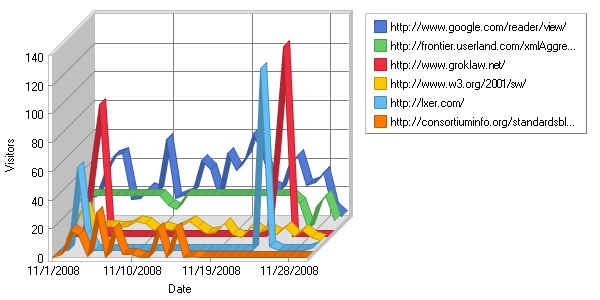 140
120
100
80
60
40
20
0
Visitors
11/1/2008
11/10/2008
11/19/2008
11/28/2008
Date
http://www.google.com/reader/view/
http://frontier.userland.com/xmlAggre...
http://www.groklaw.net/
http://www.w3.org/2001/sw/
http://lxer.com/
http://consortiuminfo.org/standardsbl...